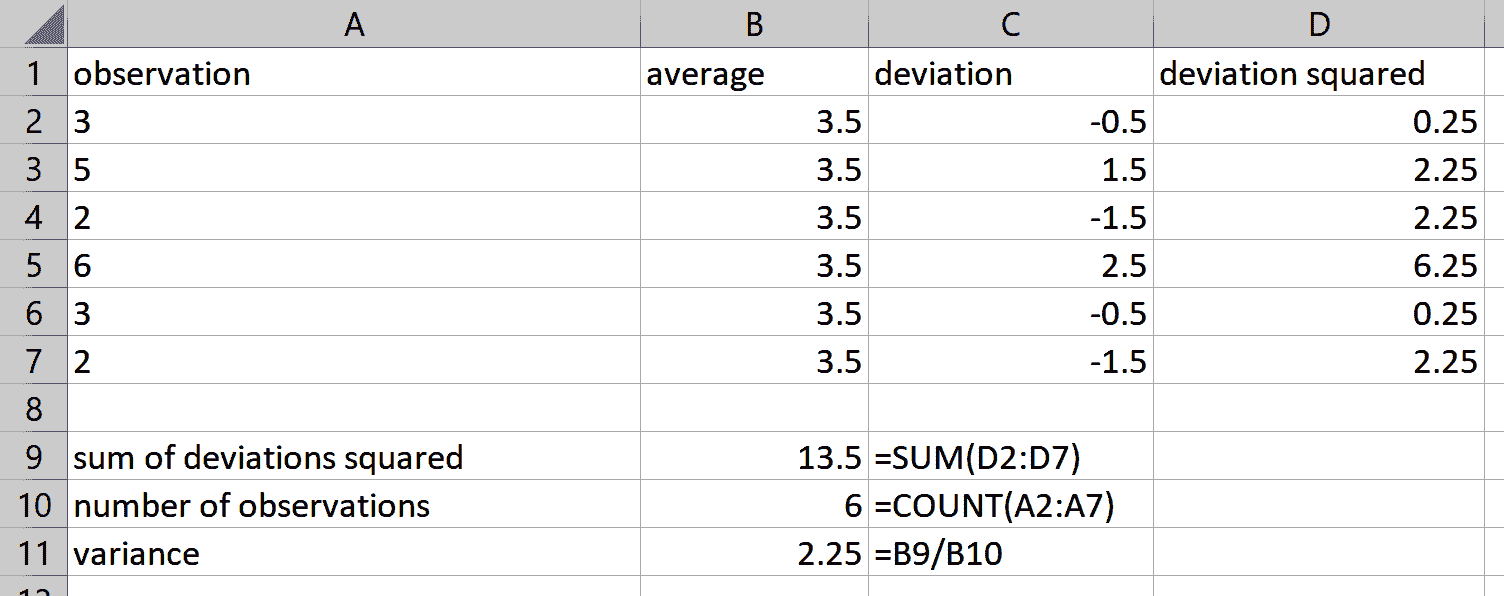 A B C D
1 observation average deviation deviation squared
2 3 3.5 -0.5 0.25
3 5 3.5 1.5 2.25
4 2 3.5 -1.5 2.25
5 6 3.5 2.5 6.25
6 3 3.5 -0.5 0.25
7 2 3.5 -1.5 2.25
8
9 sum of deviations squared 13.5 =SUM(D2:D7)
10 number of observations 6 =COUNT(A2:A7)
11 variance 2.25 =B9/B10
12